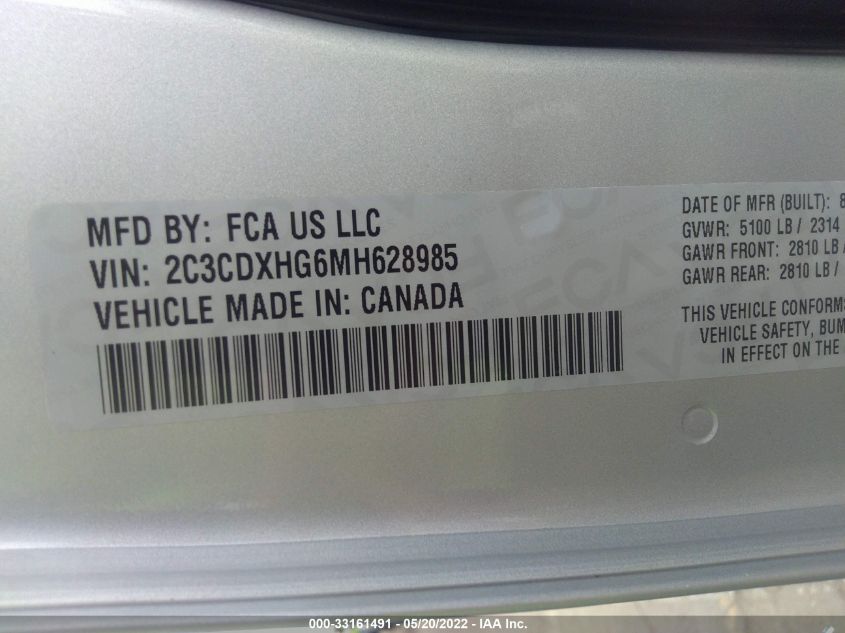 MFD BY: FCA US LLC
VIN: 2C3CDXHG6MH628985
VEHICLE MADE IN: CANADA
DATE OF MFR (BUILT): 8
GVWR: 5100 LB / 2314
GAWR FRONT: 2810 LB /
GAWR REAR: 2810 LB /
THIS VEHICLE CONFORMS
VEHICLE SAFETY, BUM
IN EFFECT ON THE
000-33161491 - 05/20/2022 - IAA Inc.